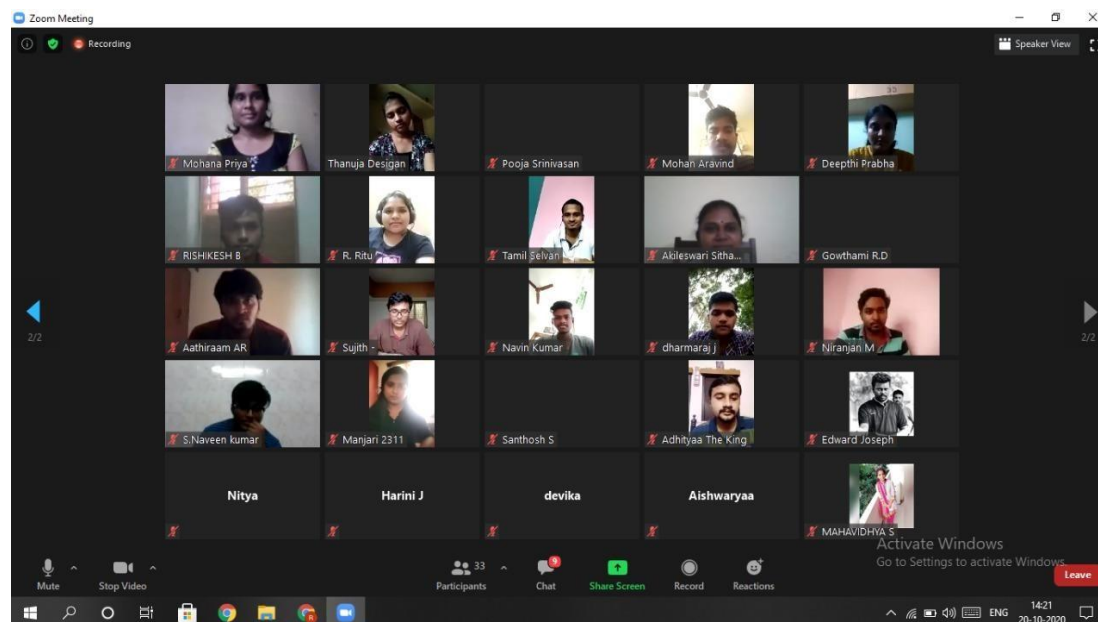 Zoom Meeting
Recording
Speaker View
Mohana Priya
Thanuja Desigan
Pooja Srinivasan
Mohan Aravind
Deepthi Prabha
RISHIKESH B
R. Ritu
Tamil Selvan
Akileswari Sitha...
Gowthami R.D
Aathiraam AR
Sujith -
Navin Kumar
dharmaraj j
Niranjan M
S.Naveen kumar
Manjari 2311
Santhosh S
Adhityaa The King
Edward Joseph
Nitya
Harini J
devika
Aishwaryaa
MAHAVIDHYA S
2/2
2/2
Activate Windows
Go to Settings to activate Windows.
Mute
Stop Video
33
Participants
9
Chat
Share Screen
Record
Reactions
Leave
ENG
14:21
20-10-2020